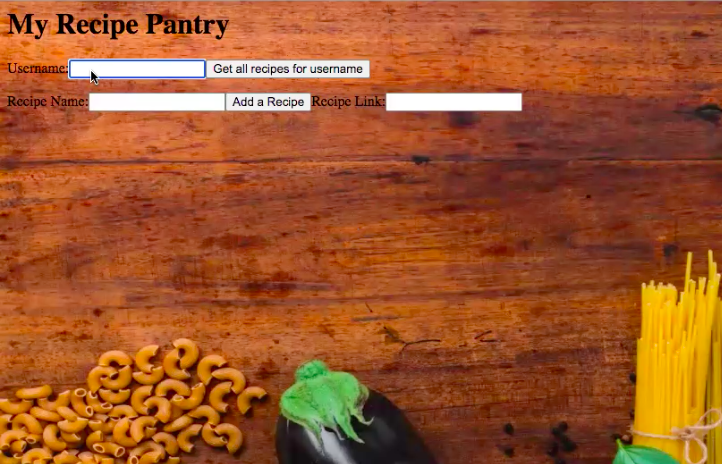 My Recipe Pantry
Username: Get all recipes for username
Recipe Name: Add a Recipe Recipe Link: